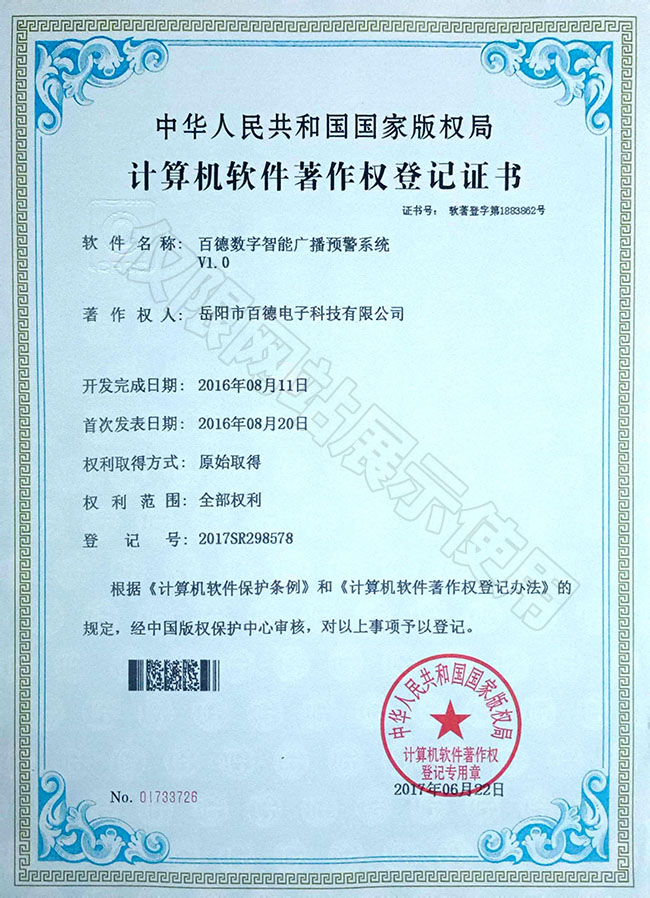 中华人民共和国国家版权局
计算机软件著作权登记证书
证书号： 软著登字第1883862号
软件名称： 百德数字智能广播预警系统
V1.0
著作权人： 岳阳市百德电子科技有限公司
开发完成日期： 2016年08月11日
首次发表日期： 2016年08月20日
权利取得方式： 原始取得
权利范围： 全部权利
登记号： 2017SR298578
根据《计算机软件保护条例》和《计算机软件著作权登记办法》的
规定，经中国版权保护中心审核，对以上事项予以登记。
中华人民共和国国家版权局
计算机软件著作权
登记专用章
No. 01733726
2017年06月22日
仅限网站展示使用